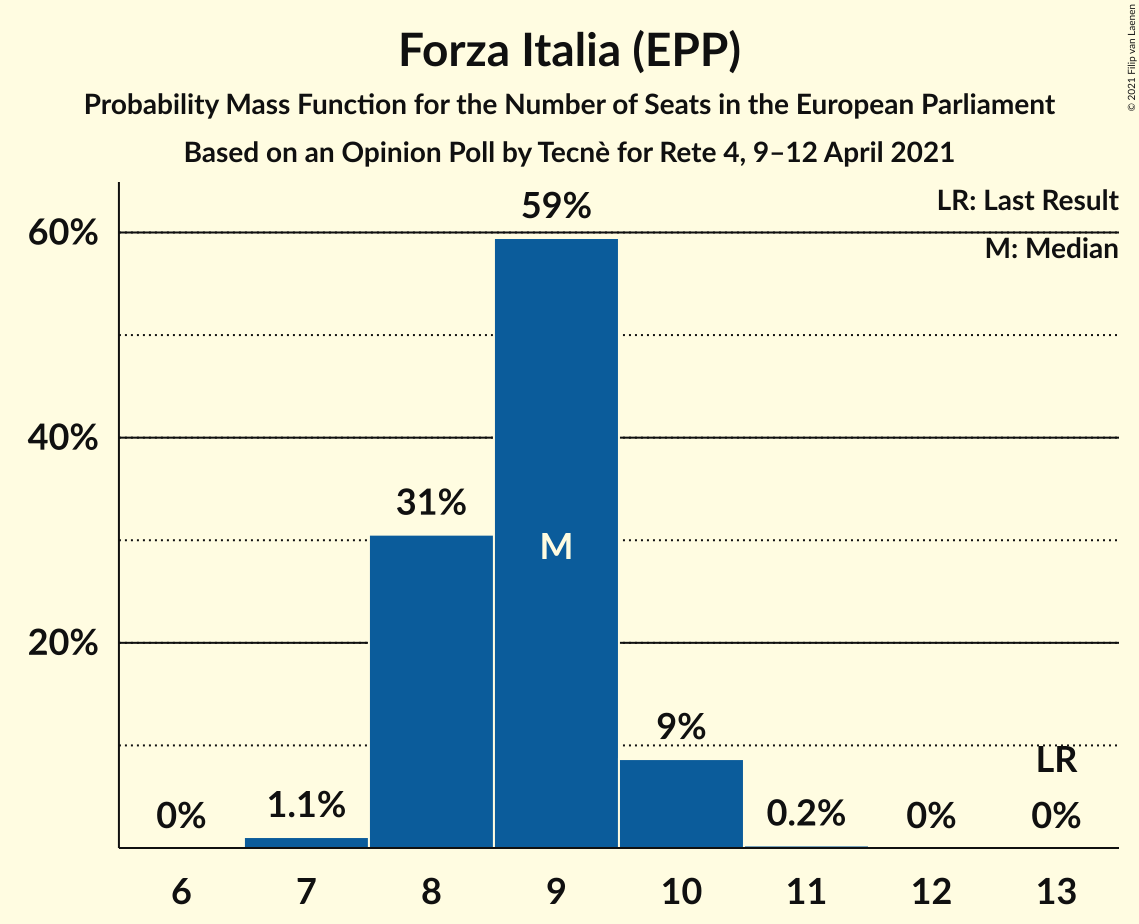 Forza Italia (EPP)
Probability Mass Function for the Number of Seats in the European Parliament
Based on an Opinion Poll by Tecnè for Rete 4, 9–12 April 2021
© 2021 Filip van Laenen
LR: Last Result
M: Median
60%
40%
20%
0%
1.1%
31%
59%
M
9%
0.2%
0%
LR
0%
6 7 8 9 10 11 12 13